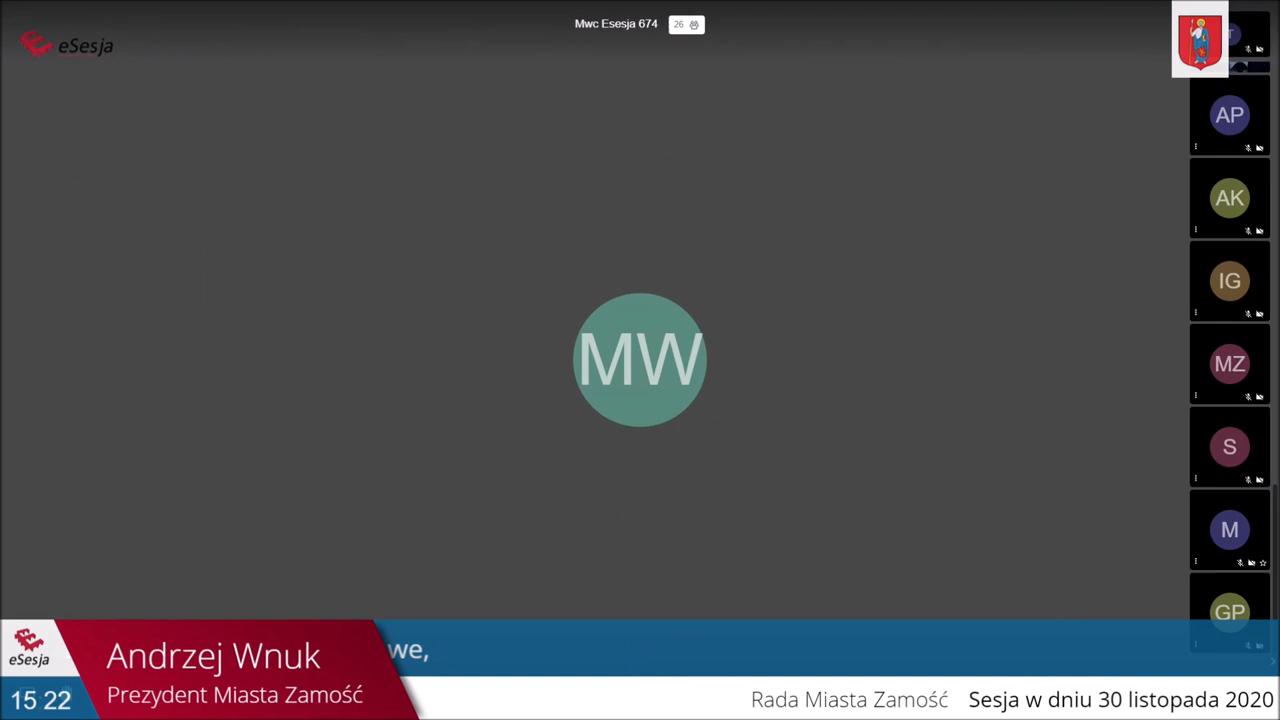 Mwc Esesja 674 26
eSesja
T
AP
AK
IG
MZ
S
M
GP
MW
we,
Andrzej Wnuk
Prezydent Miasta Zamość
eSesja
15 22
Rada Miasta Zamość Sesja w dniu 30 listopada 2020